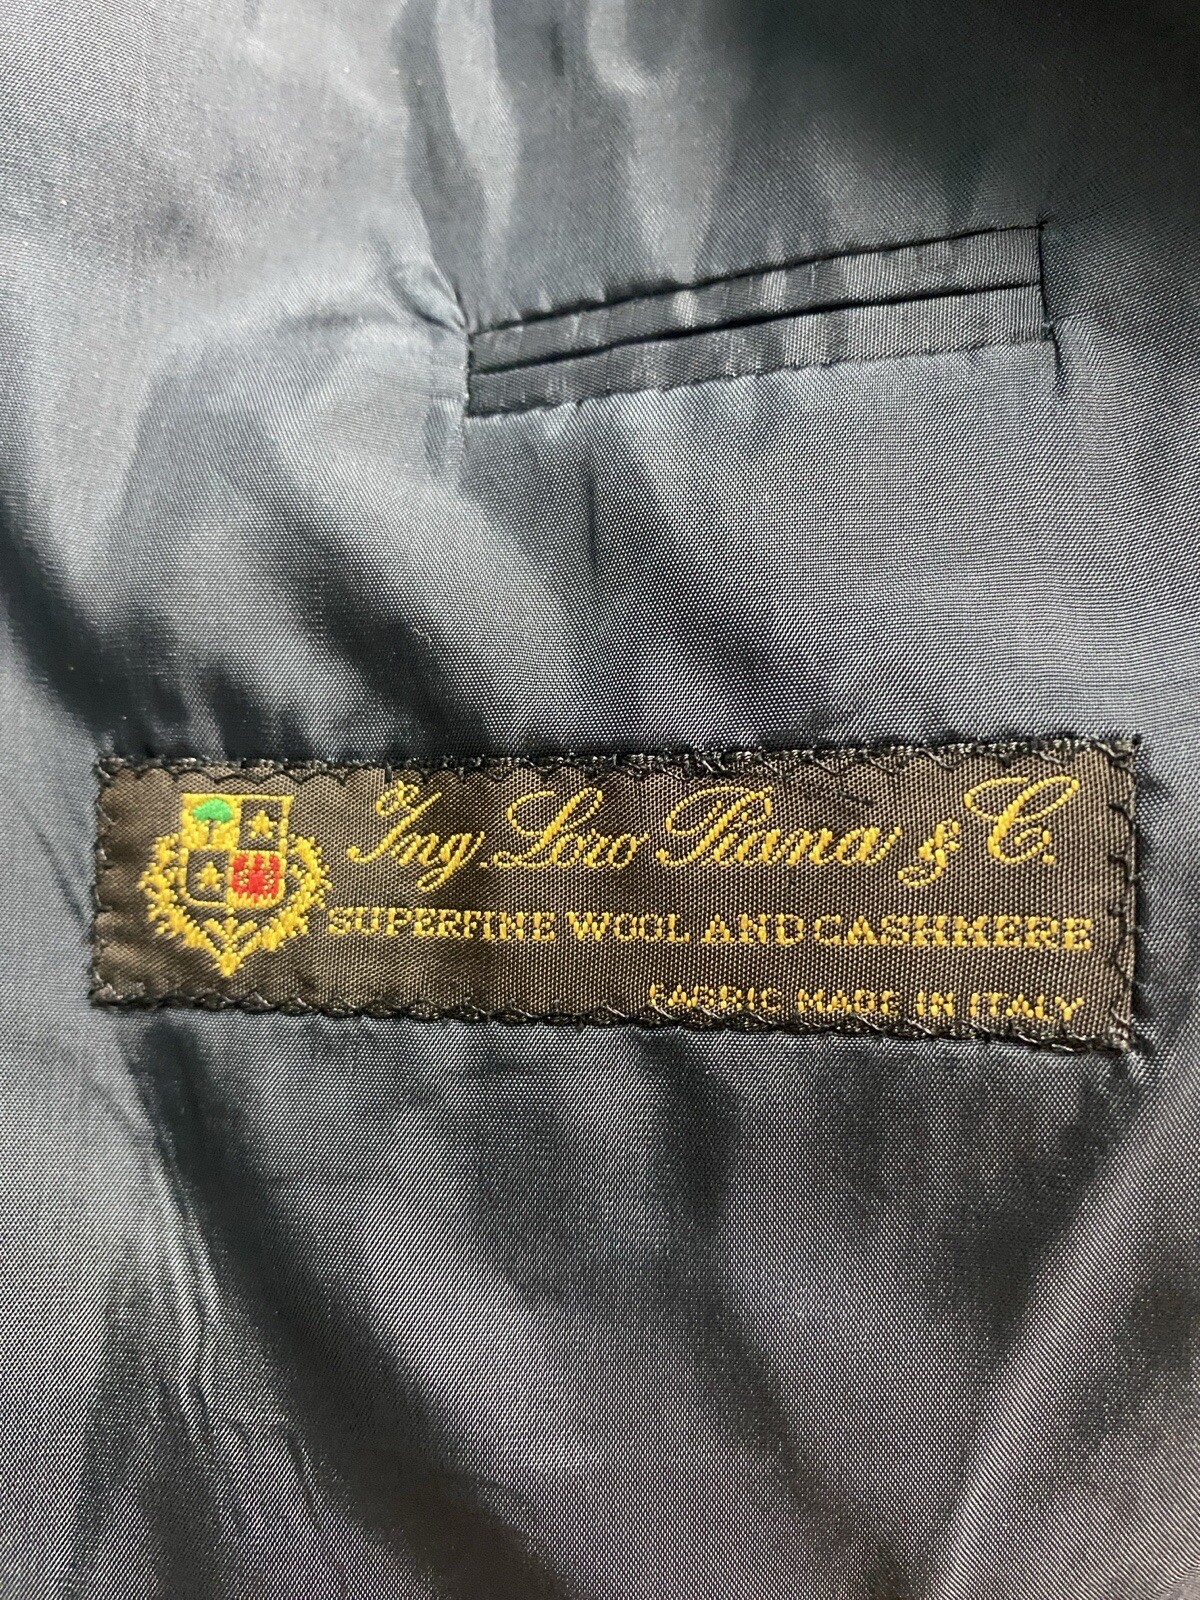 Ing. Loro Piana & C.
SUPERFINE WOOL AND CASHMERE
FABRIC MADE IN ITALY